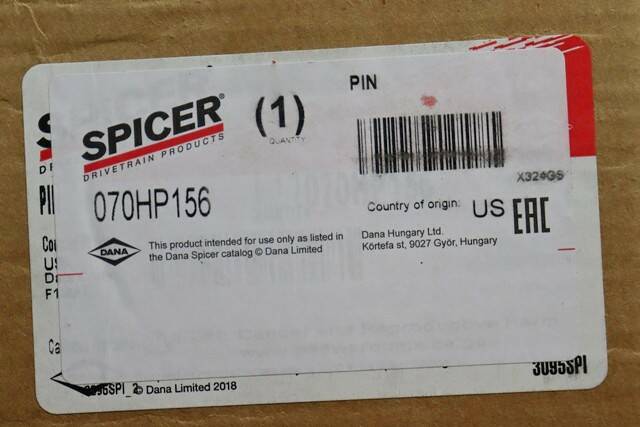 PIN
SPICER®
DRIVETRAIN PRODUCTS
(1)
QUANTITY
X324GS
070HP156
Country of origin: US EAC
DANA
This product intended for use only as listed in
the Dana Spicer catalog © Dana Limited
Dana Hungary Ltd.
Körtefa st, 9027 Győr, Hungary
3095SPI
3095SPI_2 © Dana Limited 2018